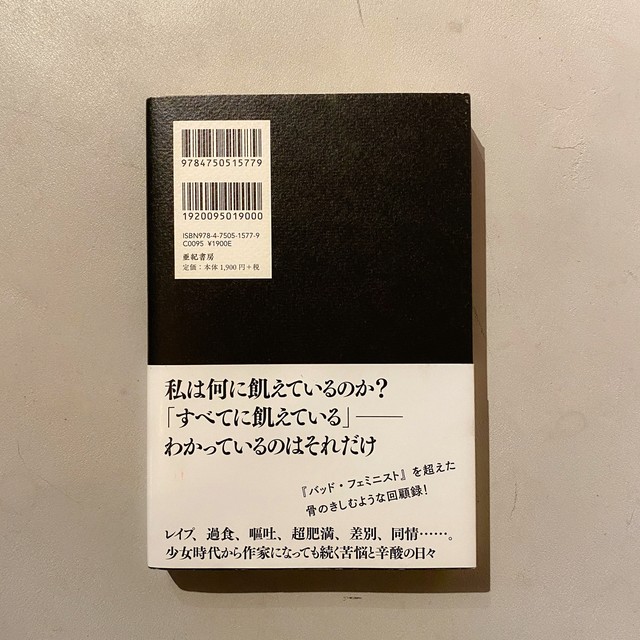 9784750515779
1920095019000
ISBN978-4-7505-1577-9
C0095 ¥1900E
亜紀書房
定価：本体1,900円＋税
私は何に飢えているのか？
「すべてに飢えている」――
わかっているのはそれだけ
『バッド・フェミニスト』を超えた
骨のきしむような回顧録！
レイプ、過食、嘔吐、超肥満、差別、同情……。
少女時代から作家になっても続く苦悩と辛酸の日々